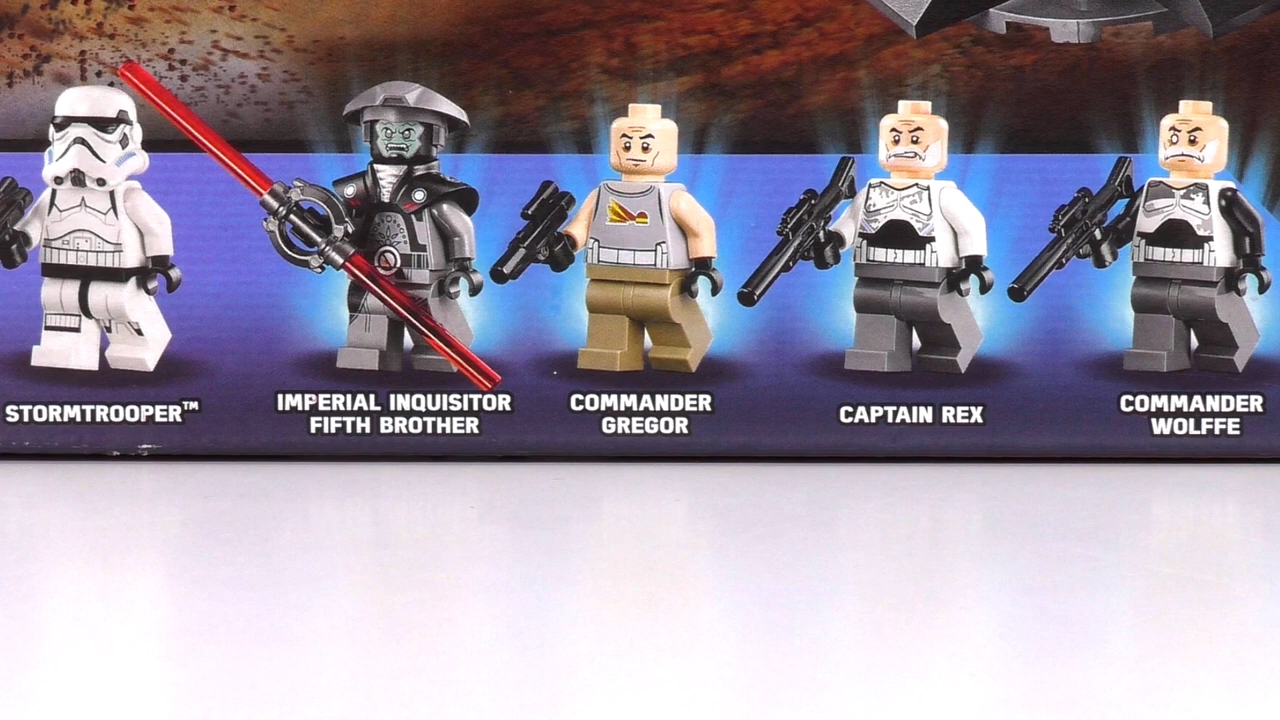 STORMTROOPER™
IMPERIAL INQUISITOR
FIFTH BROTHER
COMMANDER
GREGOR
CAPTAIN REX
COMMANDER
WOLFFE